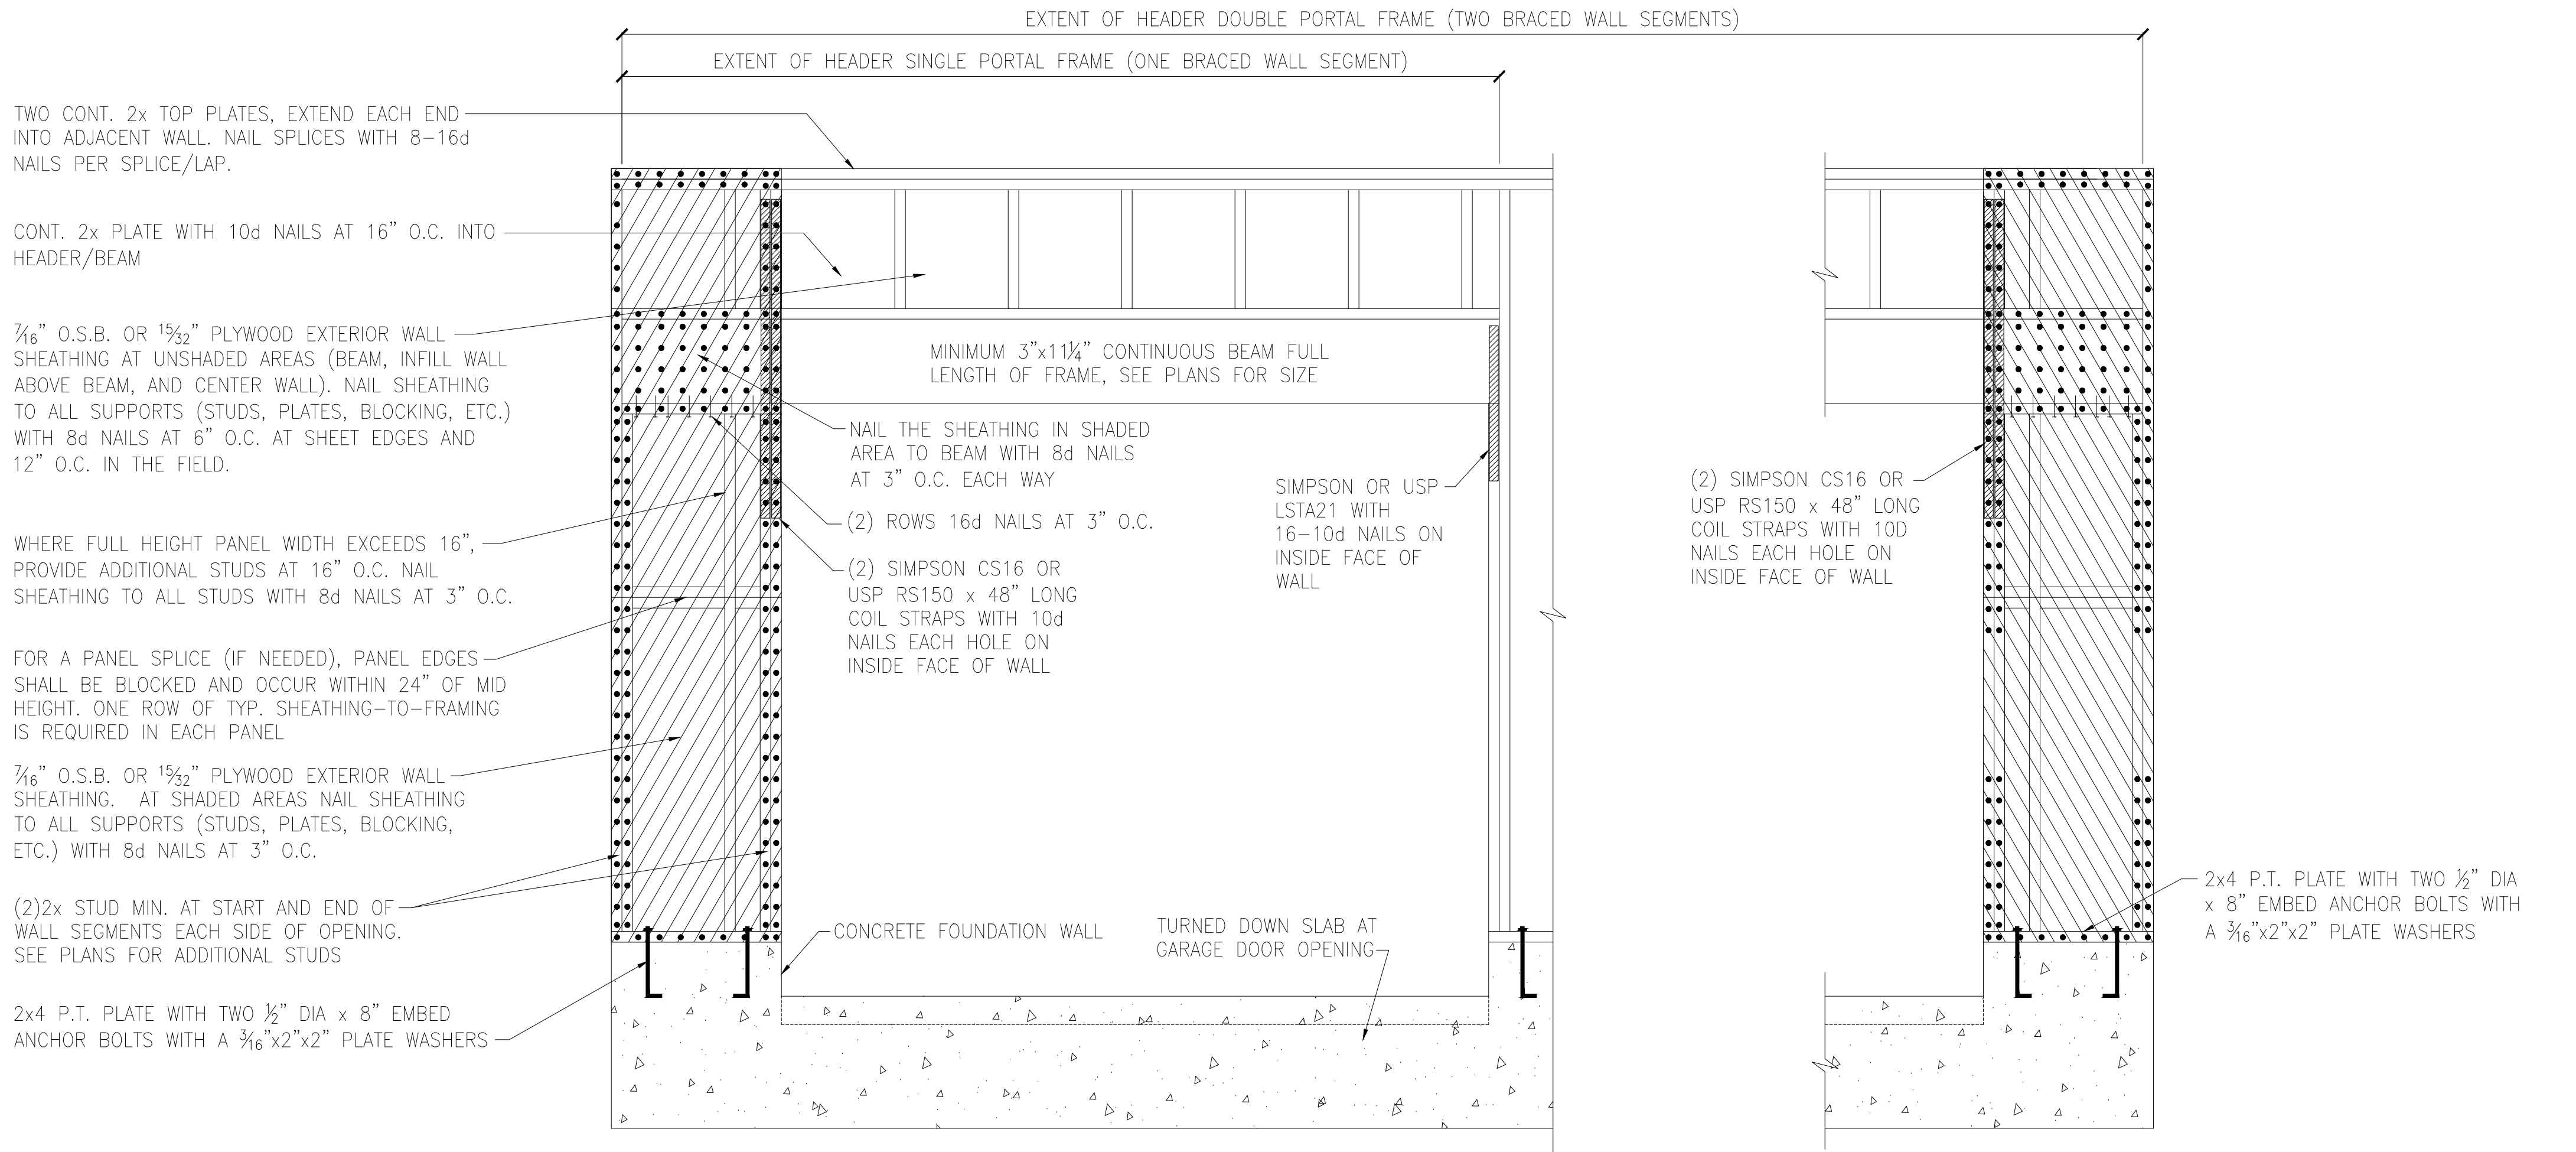 EXTENT OF HEADER DOUBLE PORTAL FRAME (TWO BRACED WALL SEGMENTS)
EXTENT OF HEADER SINGLE PORTAL FRAME (ONE BRACED WALL SEGMENT)
TWO CONT. 2x TOP PLATES, EXTEND EACH END
INTO ADJACENT WALL. NAIL SPLICES WITH 8-16d
NAILS PER SPLICE/LAP.
CONT. 2x PLATE WITH 10d NAILS AT 16" O.C. INTO
HEADER/BEAM
7/16" O.S.B. OR 15/32" PLYWOOD EXTERIOR WALL
SHEATHING AT UNSHADED AREAS (BEAM, INFILL WALL
ABOVE BEAM, AND CENTER WALL). NAIL SHEATHING
TO ALL SUPPORTS (STUDS, PLATES, BLOCKING, ETC.)
WITH 8d NAILS AT 6" O.C. AT SHEET EDGES AND
12" O.C. IN THE FIELD.
WHERE FULL HEIGHT PANEL WIDTH EXCEEDS 16",
PROVIDE ADDITIONAL STUDS AT 16" O.C. NAIL
SHEATHING TO ALL STUDS WITH 8d NAILS AT 3" O.C.
FOR A PANEL SPLICE (IF NEEDED), PANEL EDGES
SHALL BE BLOCKED AND OCCUR WITHIN 24" OF MID
HEIGHT. ONE ROW OF TYP. SHEATHING-TO-FRAMING
IS REQUIRED IN EACH PANEL
7/16" O.S.B. OR 15/32" PLYWOOD EXTERIOR WALL
SHEATHING. AT SHADED AREAS NAIL SHEATHING
TO ALL SUPPORTS (STUDS, PLATES, BLOCKING,
ETC.) WITH 8d NAILS AT 3" O.C.
(2)2x STUD MIN. AT START AND END OF
WALL SEGMENTS EACH SIDE OF OPENING.
SEE PLANS FOR ADDITIONAL STUDS
2x4 P.T. PLATE WITH TWO 1/2" DIA x 8" EMBED
ANCHOR BOLTS WITH A 3/16"x2"x2" PLATE WASHERS
MINIMUM 3"x11 1/4" CONTINUOUS BEAM FULL
LENGTH OF FRAME, SEE PLANS FOR SIZE
NAIL THE SHEATHING IN SHADED
AREA TO BEAM WITH 8d NAILS
AT 3" O.C. EACH WAY
(2) ROWS 16d NAILS AT 3" O.C.
(2) SIMPSON CS16 OR
USP RS150 x 48" LONG
COIL STRAPS WITH 10d
NAILS EACH HOLE ON
INSIDE FACE OF WALL
SIMPSON OR USP
LSTA21 WITH
16-10d NAILS ON
INSIDE FACE OF
WALL
CONCRETE FOUNDATION WALL
TURNED DOWN SLAB AT
GARAGE DOOR OPENING
(2) SIMPSON CS16 OR
USP RS150 x 48" LONG
COIL STRAPS WITH 10D
NAILS EACH HOLE ON
INSIDE FACE OF WALL
2x4 P.T. PLATE WITH TWO 1/2" DIA
x 8" EMBED ANCHOR BOLTS WITH
A 3/16"x2"x2" PLATE WASHERS